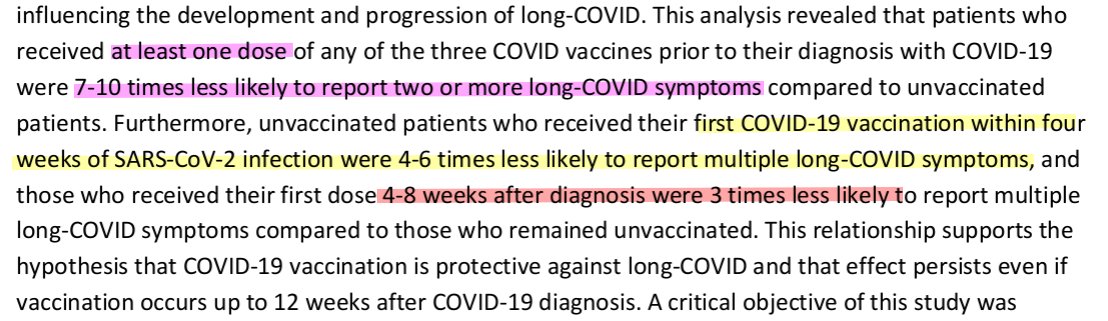 influencing the development and progression of long-COVID. This analysis revealed that patients who
received at least one dose of any of the three COVID vaccines prior to their diagnosis with COVID-19
were 7-10 times less likely to report two or more long-COVID symptoms compared to unvaccinated
patients. Furthermore, unvaccinated patients who received their first COVID-19 vaccination within four
weeks of SARS-CoV-2 infection were 4-6 times less likely to report multiple long-COVID symptoms, and
those who received their first dose 4-8 weeks after diagnosis were 3 times less likely to report multiple
long-COVID symptoms compared to those who remained unvaccinated. This relationship supports the
hypothesis that COVID-19 vaccination is protective against long-COVID and that effect persists even if
vaccination occurs up to 12 weeks after COVID-19 diagnosis. A critical objective of this study was